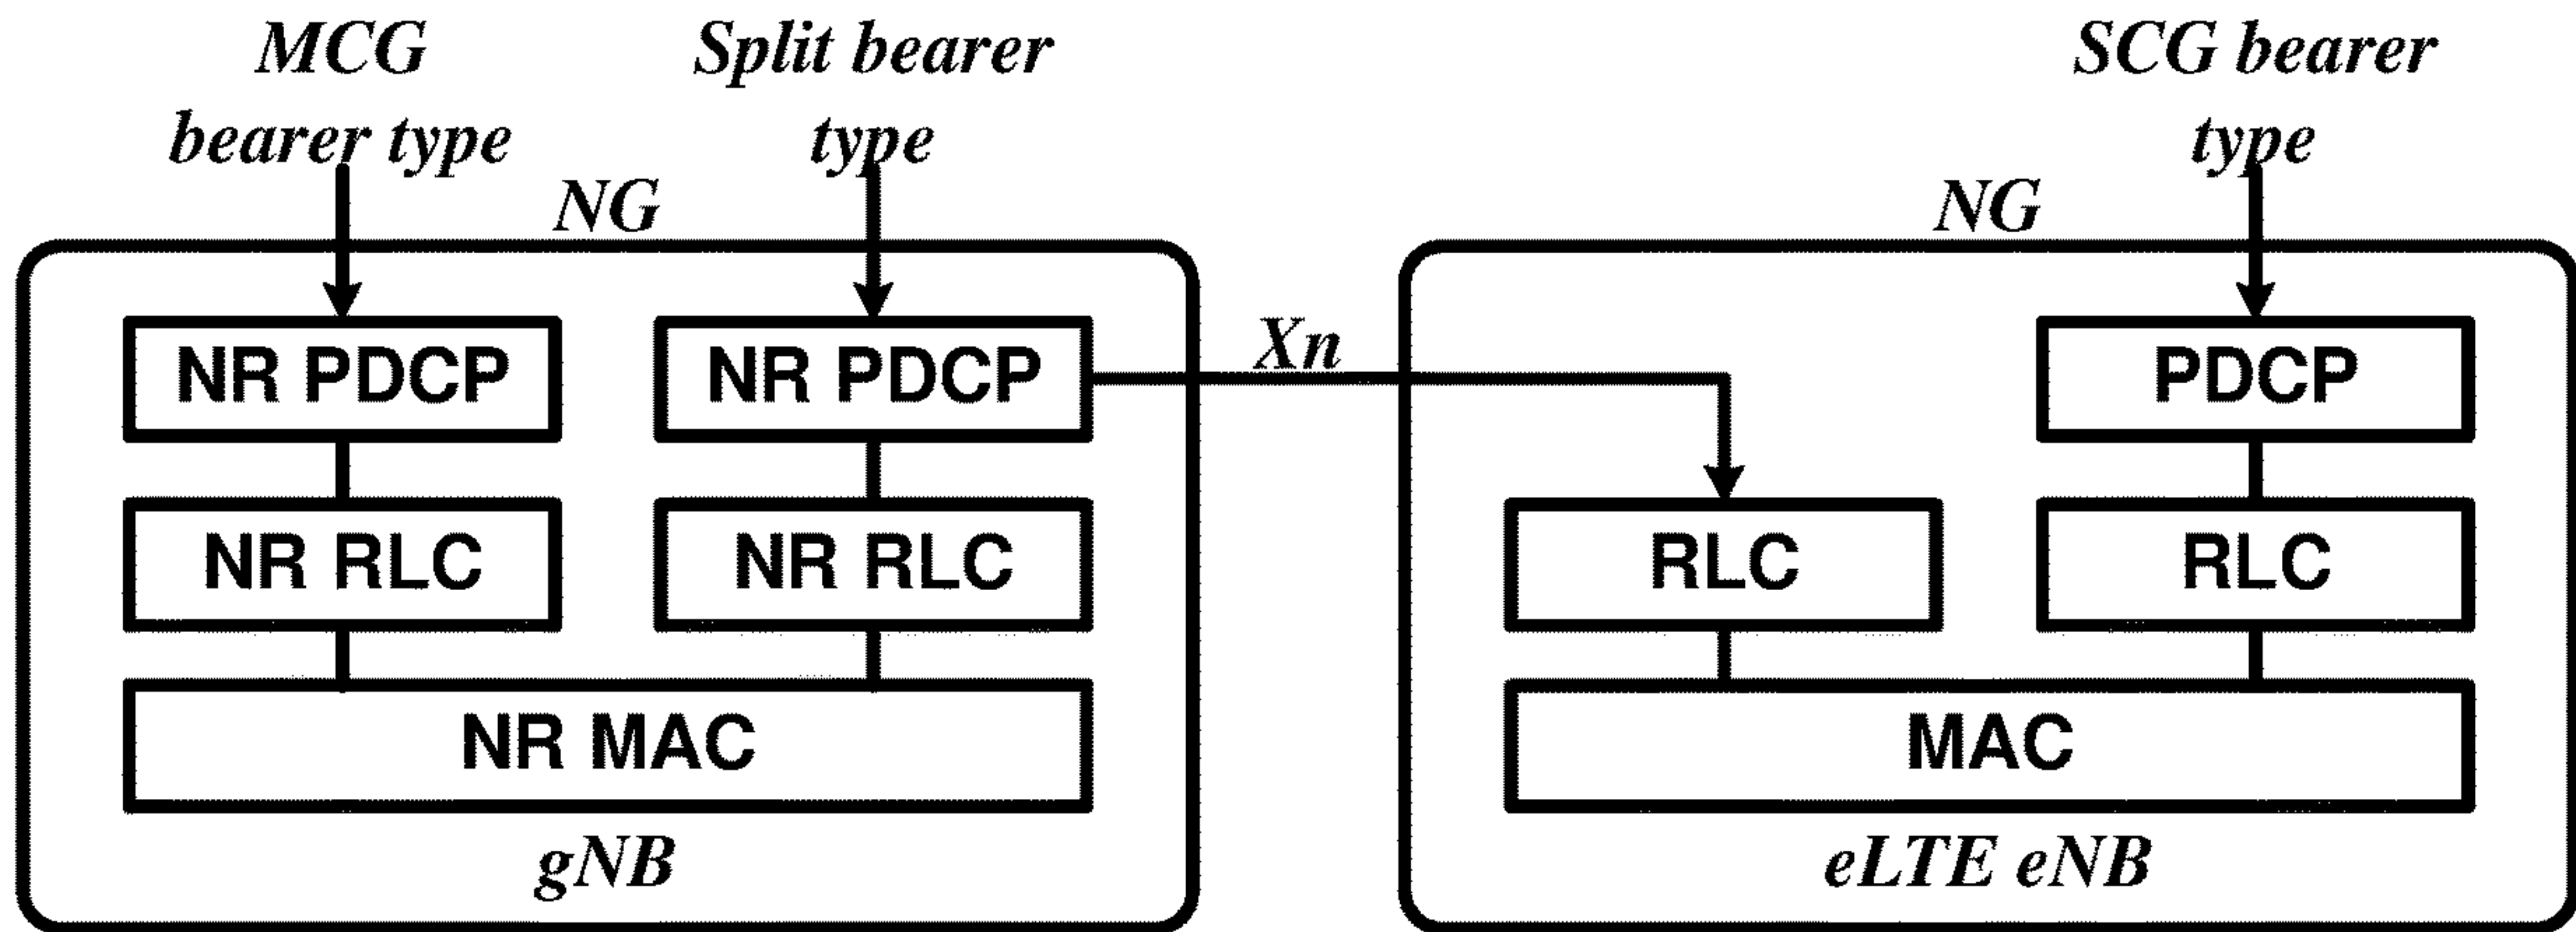 MCG
bearer type
Split bearer
type
SCG bearer
type
NG
NG
Xn
NR PDCP
NR PDCP
PDCP
NR RLC
NR RLC
RLC
RLC
NR MAC
MAC
gNB
eLTE eNB